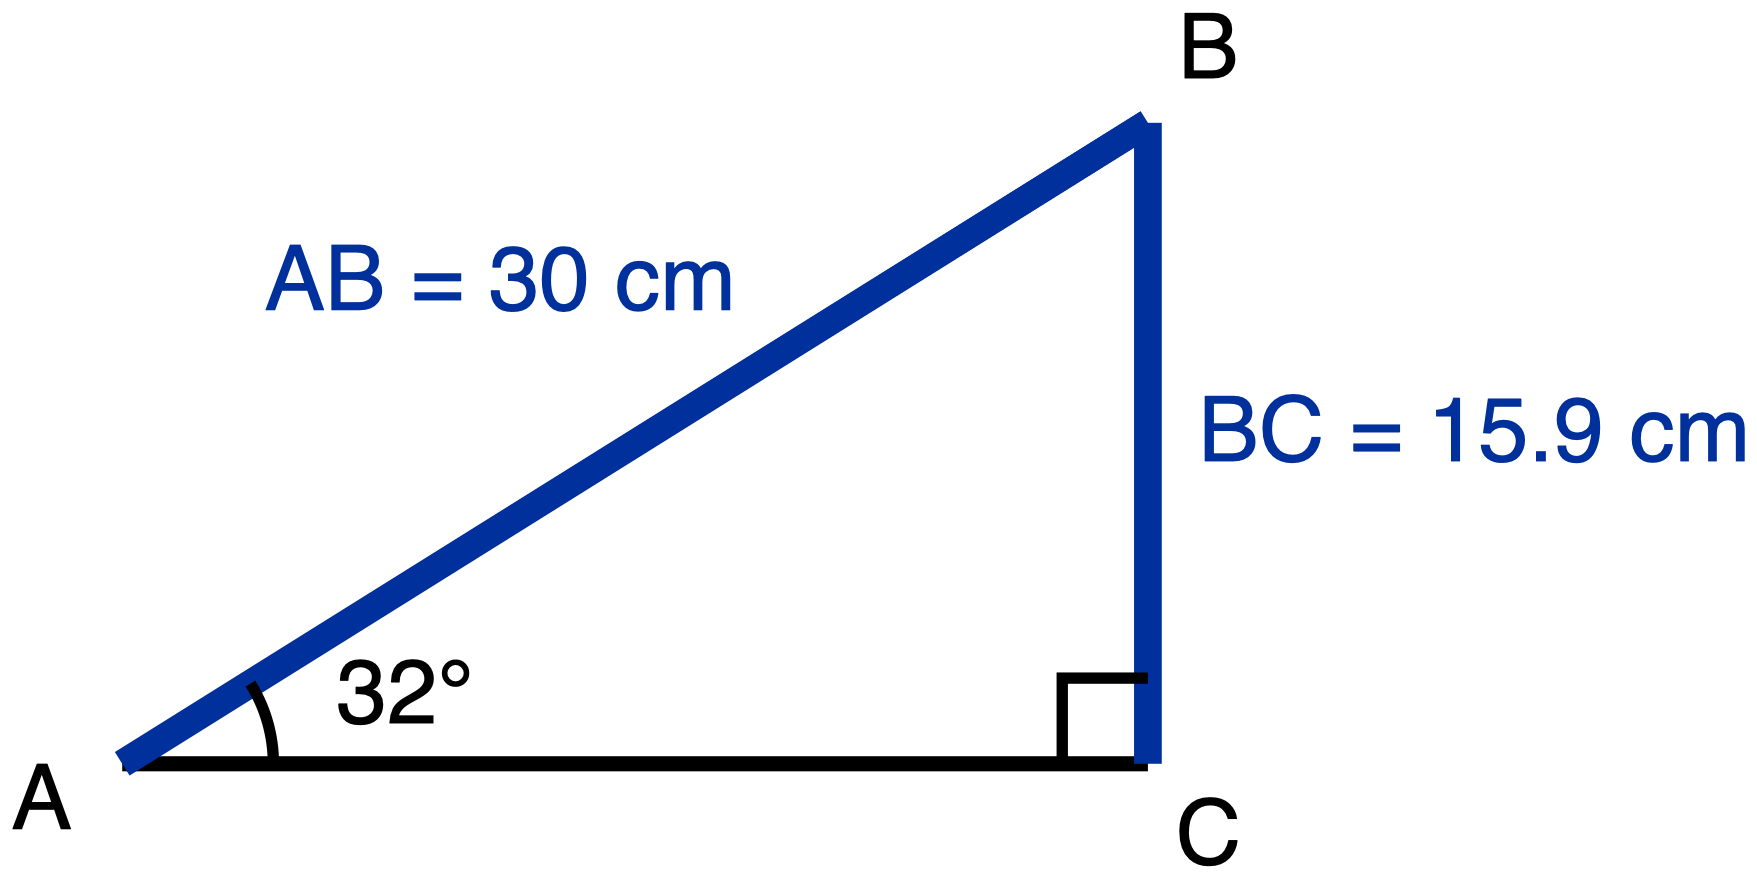 B
AB = 30 cm
BC = 15.9 cm
32°
A
C